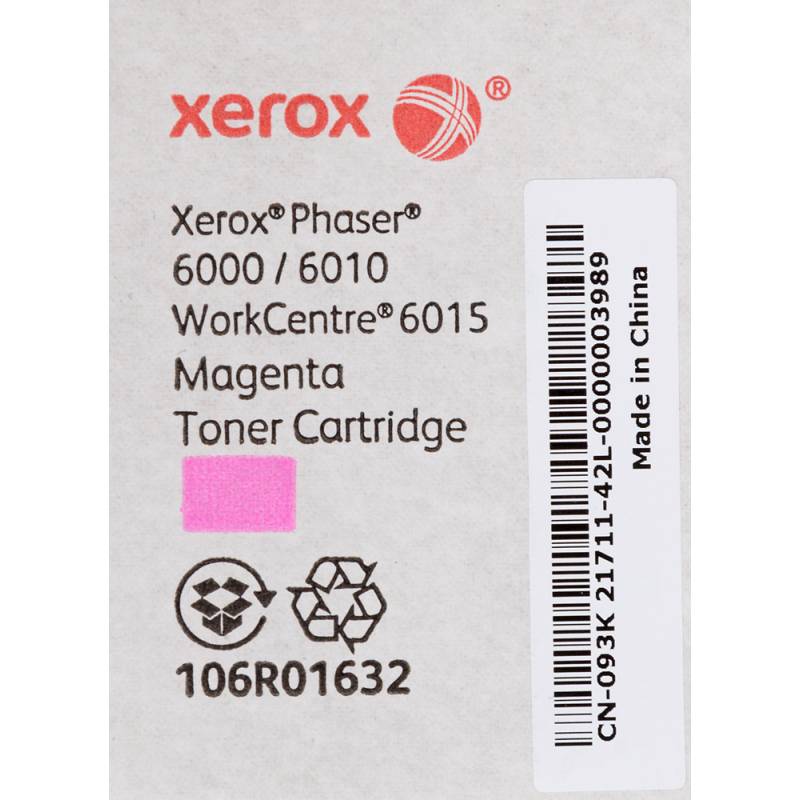 xerox ®
Xerox® Phaser®
6000 / 6010
WorkCentre® 6015
Magenta
Toner Cartridge
106R01632
CN-093K 21711-42L-0000003989
Made in China